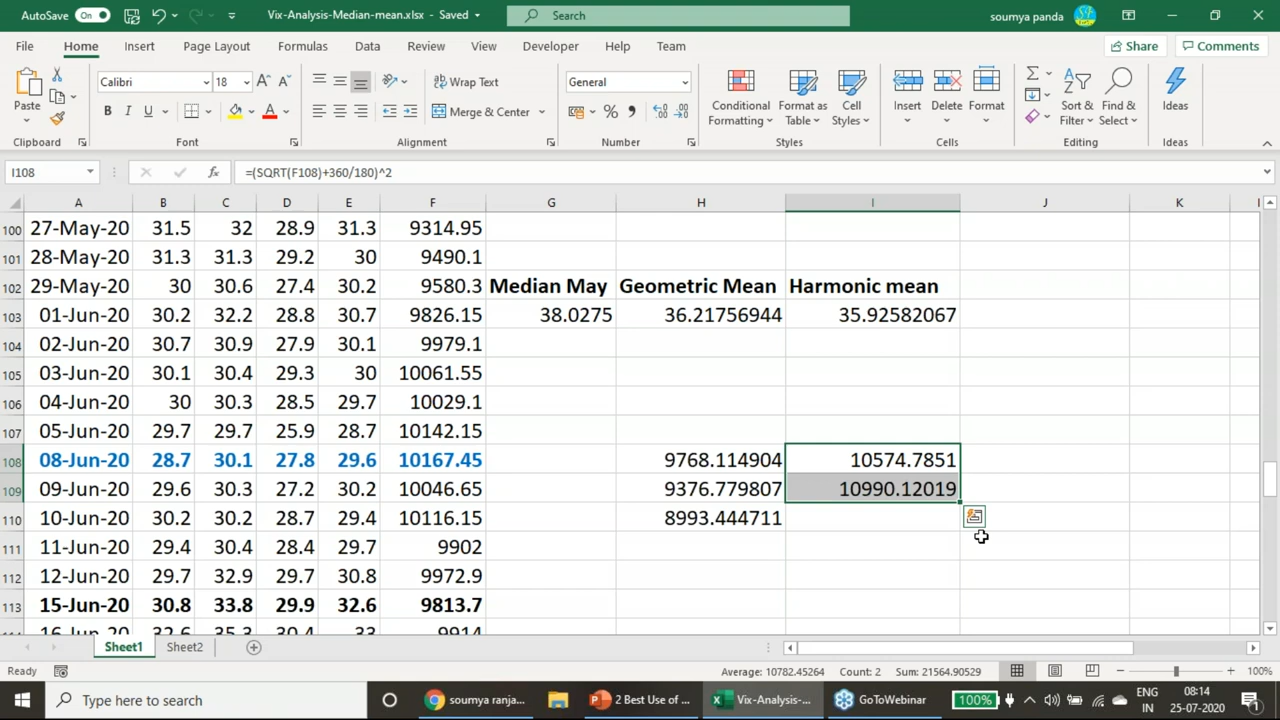 AutoSave On Vix-Analysis-Median-mean.xlsx - Saved Search soumya panda
File Home Insert Page Layout Formulas Data Review View Developer Help Team Share Comments
Paste Calibri 18 Wrap Text General Conditional Formatting Format as Table Cell Styles Insert Delete Format Sort & Filter Find & Select Ideas
B I U Merge & Center
Clipboard Font Alignment Number Styles Cells Editing Ideas
I108 fx =(SQRT(F108)+360/180)^2
A B C D E F G H I J K
100 27-May-20 31.5 32 28.9 31.3 9314.95
101 28-May-20 31.3 31.3 29.2 30 9490.1
102 29-May-20 30 30.6 27.4 30.2 9580.3 Median May Geometric Mean Harmonic mean
103 01-Jun-20 30.2 32.2 28.8 30.7 9826.15 38.0275 36.21756944 35.92582067
104 02-Jun-20 30.7 30.9 27.9 30.1 9979.1
105 03-Jun-20 30.1 30.4 29.3 30 10061.55
106 04-Jun-20 30 30.3 28.5 29.7 10029.1
107 05-Jun-20 29.7 29.7 25.9 28.7 10142.15
108 08-Jun-20 28.7 30.1 27.8 29.6 10167.45 9768.114904 10574.7851
109 09-Jun-20 29.6 30.3 27.2 30.2 10046.65 9376.779807 10990.12019
110 10-Jun-20 30.2 30.2 28.7 29.4 10116.15 8993.444711
111 11-Jun-20 29.4 30.4 28.4 29.7 9902
112 12-Jun-20 29.7 32.9 29.7 30.8 9972.9
113 15-Jun-20 30.8 33.8 29.9 32.6 9813.7
16-Jun-20 32.6 35.3 30.4 33 9914
Sheet1 Sheet2
Ready Average: 10782.45264 Count: 2 Sum: 21564.90529 100%
Type here to search soumya ranja... 2 Best Use of ... Vix-Analysis-... GoToWebinar 100% ENG IN 08:14 25-07-2020 1